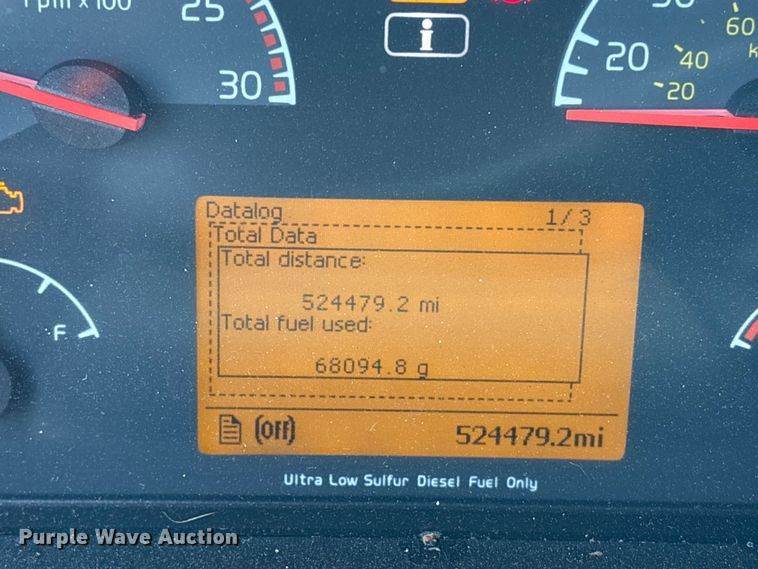 rpm x 100
25
30
i
20
60
40
20
Datalog 1/3
Total Data
Total distance:
524479.2 mi
Total fuel used:
68094.8 g
(Off) 524479.2mi
F
Ultra Low Sulfur Diesel Fuel Only
Purple Wave Auction